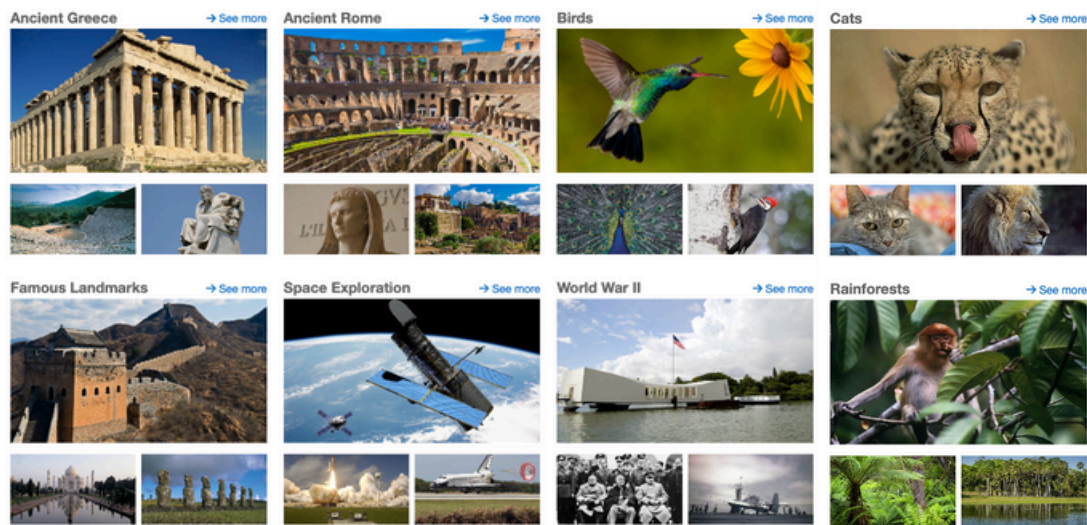 Ancient Greece
→ See more
Ancient Rome
→ See more
Birds
→ See more
Cats
→ See more
Famous Landmarks
→ See more
Space Exploration
→ See more
World War II
→ See more
Rainforests
→ See more